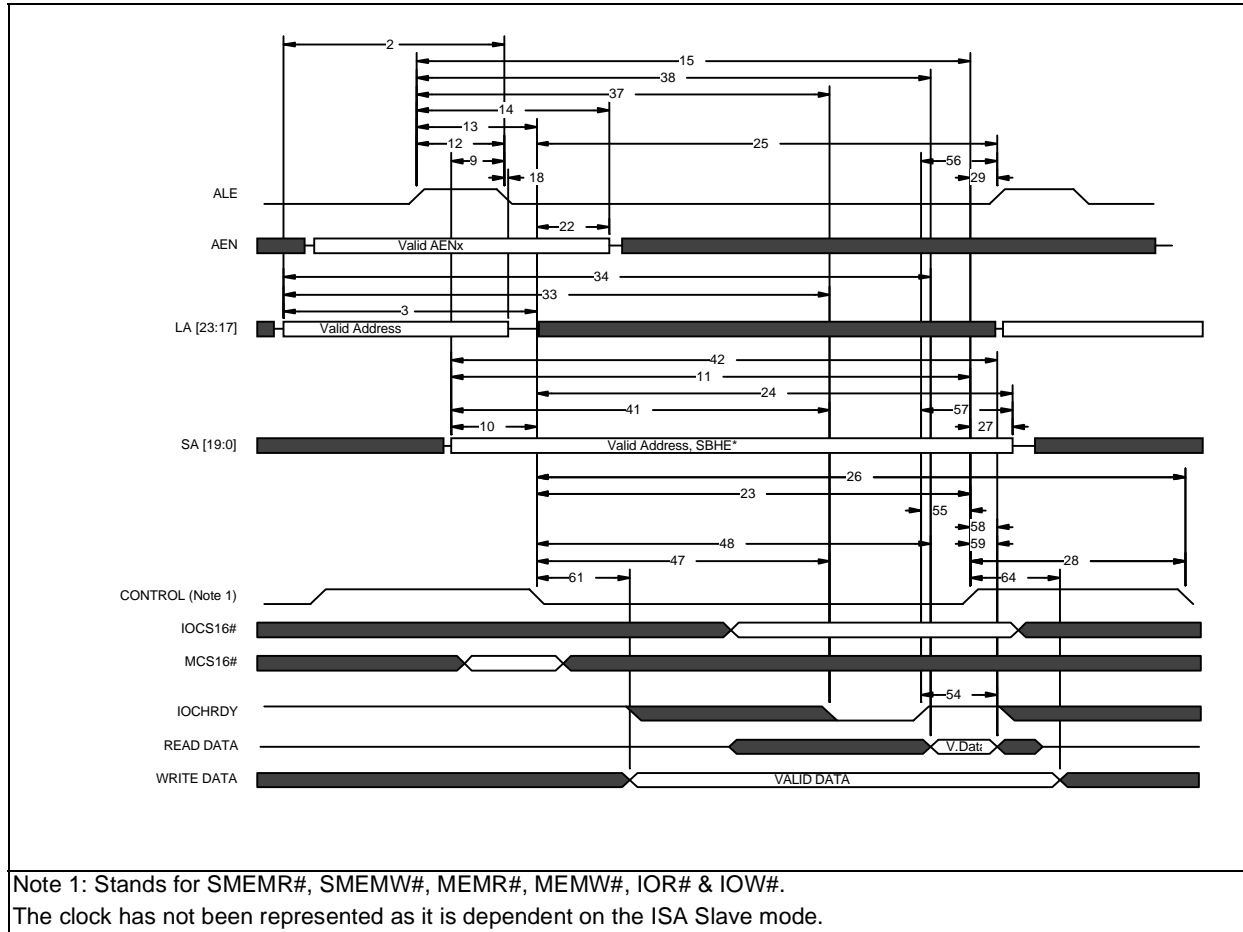 2
15
38
37
14
13
12
25
9
56
18
29
ALE
22
AEN
Valid AENx
34
33
3
LA [23:17]
Valid Address
42
11
24
41
57
10
27
SA [19:0]
Valid Address, SBHE*
26
23
55
58
48
59
47
28
61
64
CONTROL (Note 1)
IOCS16#
MCS16#
54
IOCHRDY
READ DATA
V.Data
WRITE DATA
VALID DATA
Note 1: Stands for SMEMR#, SMEMW#, MEMR#, MEMW#, IOR# & IOW#.
The clock has not been represented as it is dependent on the ISA Slave mode.